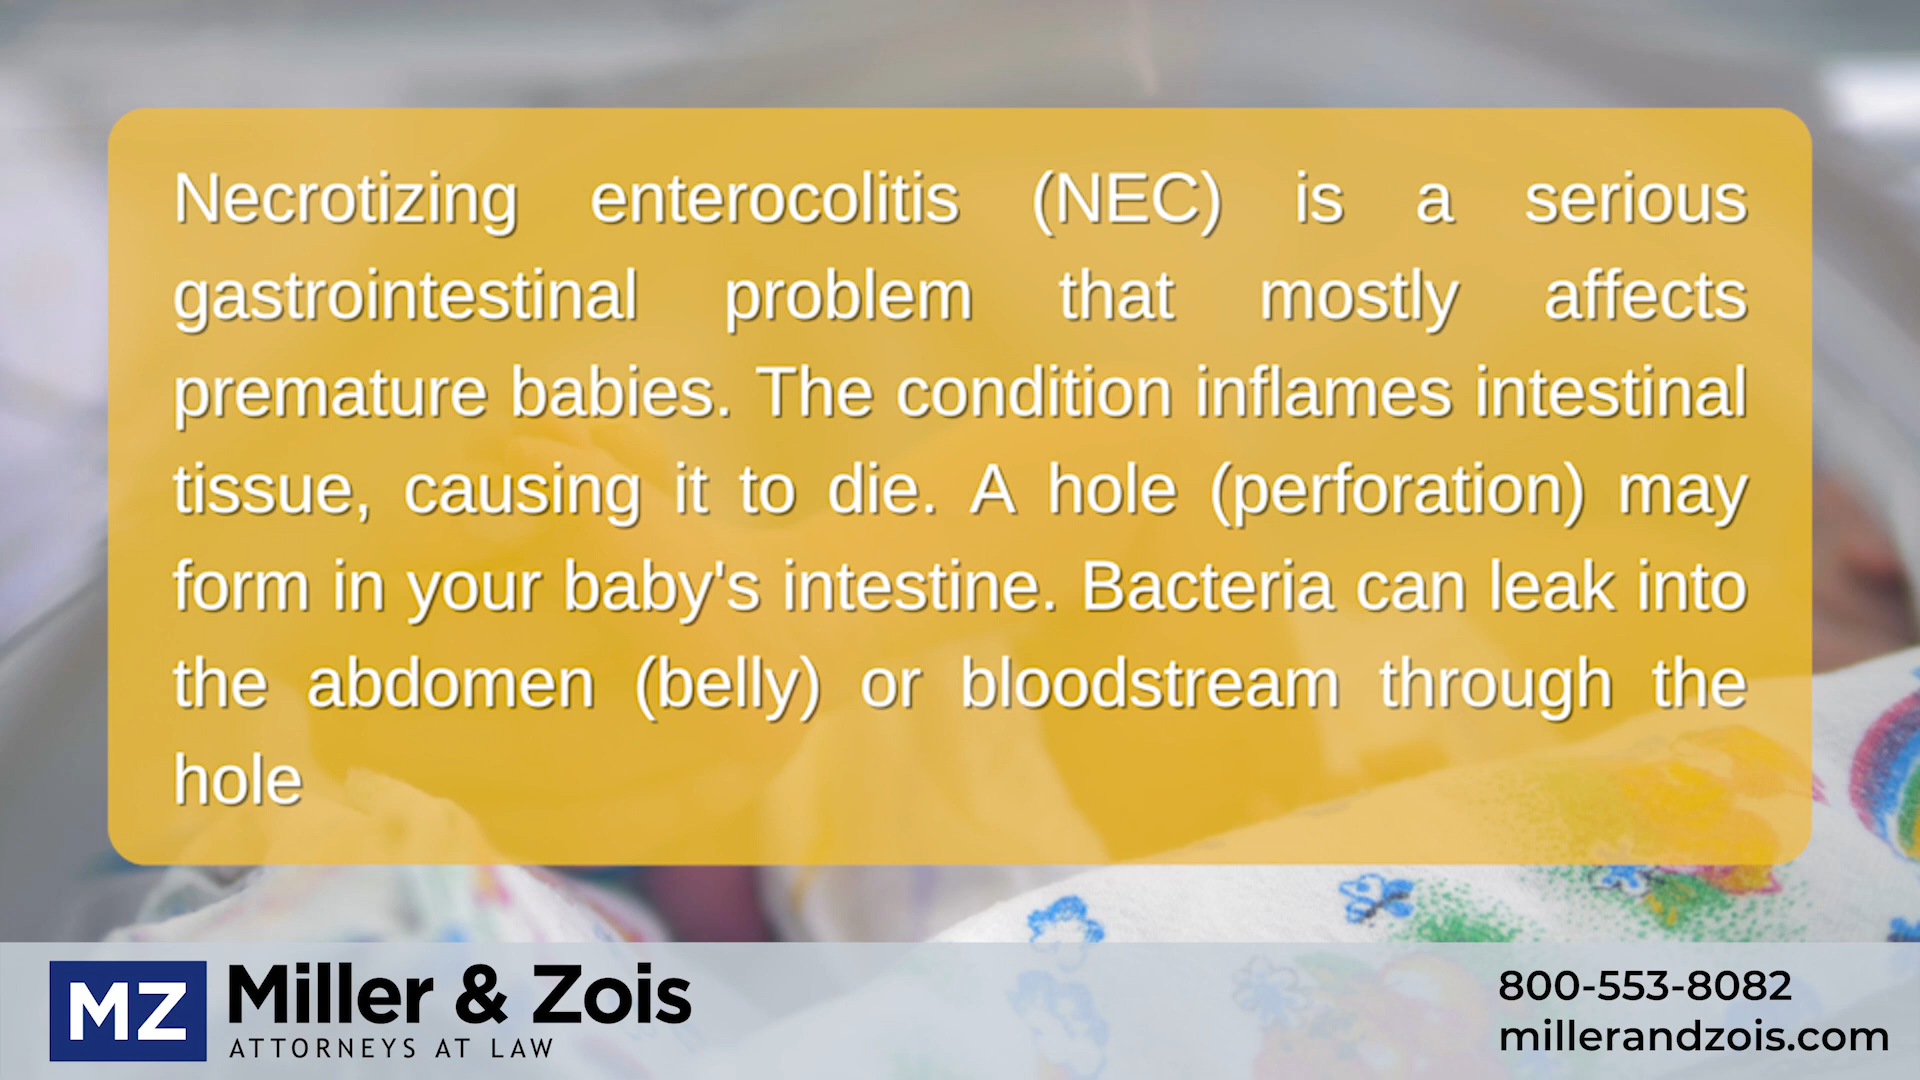 Necrotizing enterocolitis (NEC) is a serious
gastrointestinal problem that mostly affects
premature babies. The condition inflames intestinal
tissue, causing it to die. A hole (perforation) may
form in your baby's intestine. Bacteria can leak into
the abdomen (belly) or bloodstream through the
hole
MZ
Miller & Zois
ATTORNEYS AT LAW
800-553-8082
millerandzois.com